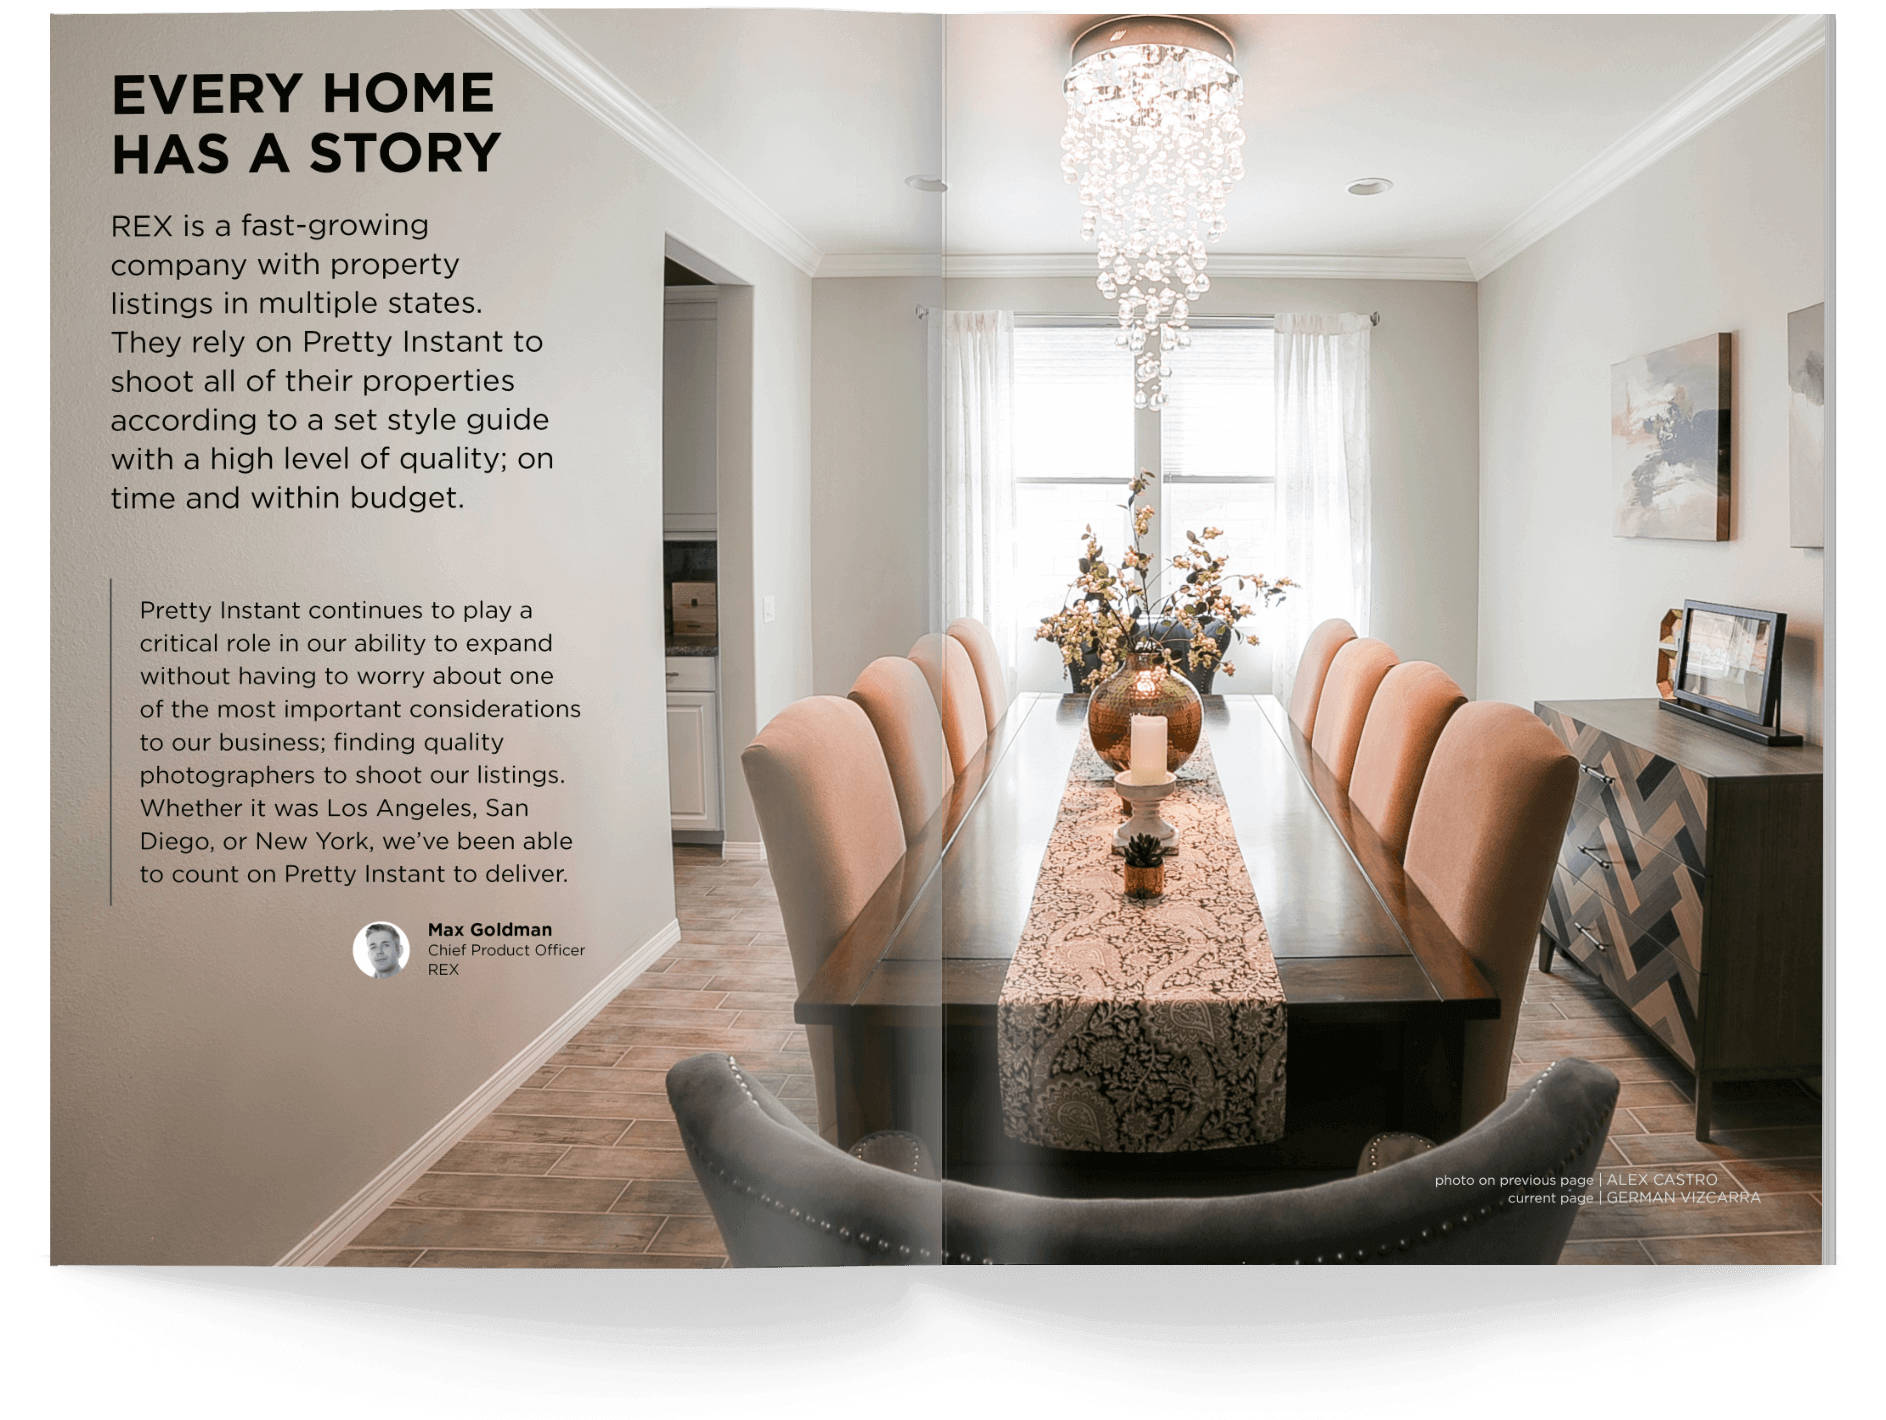 EVERY HOME
HAS A STORY
REX is a fast-growing
company with property
listings in multiple states.
They rely on Pretty Instant to
shoot all of their properties
according to a set style guide
with a high level of quality; on
time and within budget.
Pretty Instant continues to play a
critical role in our ability to expand
without having to worry about one
of the most important considerations
to our business; finding quality
photographers to shoot our listings.
Whether it was Los Angeles, San
Diego, or New York, we’ve been able
to count on Pretty Instant to deliver.
Max Goldman
Chief Product Officer
REX
photo on previous page | ALEX CASTRO
current page | GERMAN VIZCARRA